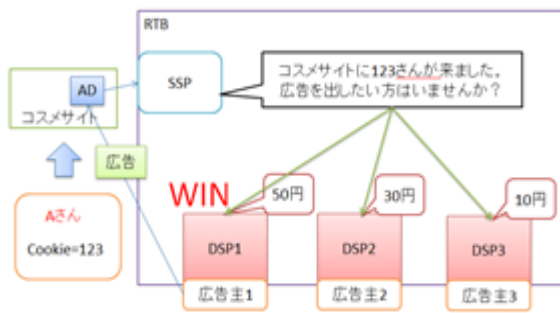 RTB
SSP
コスメサイトに123さんが来ました。
広告を出したい方はいませんか？
AD
コスメサイト
広告
Aさん
Cookie=123
WIN
50円
30円
10円
DSP1
DSP2
DSP3
広告主1
広告主2
広告主3